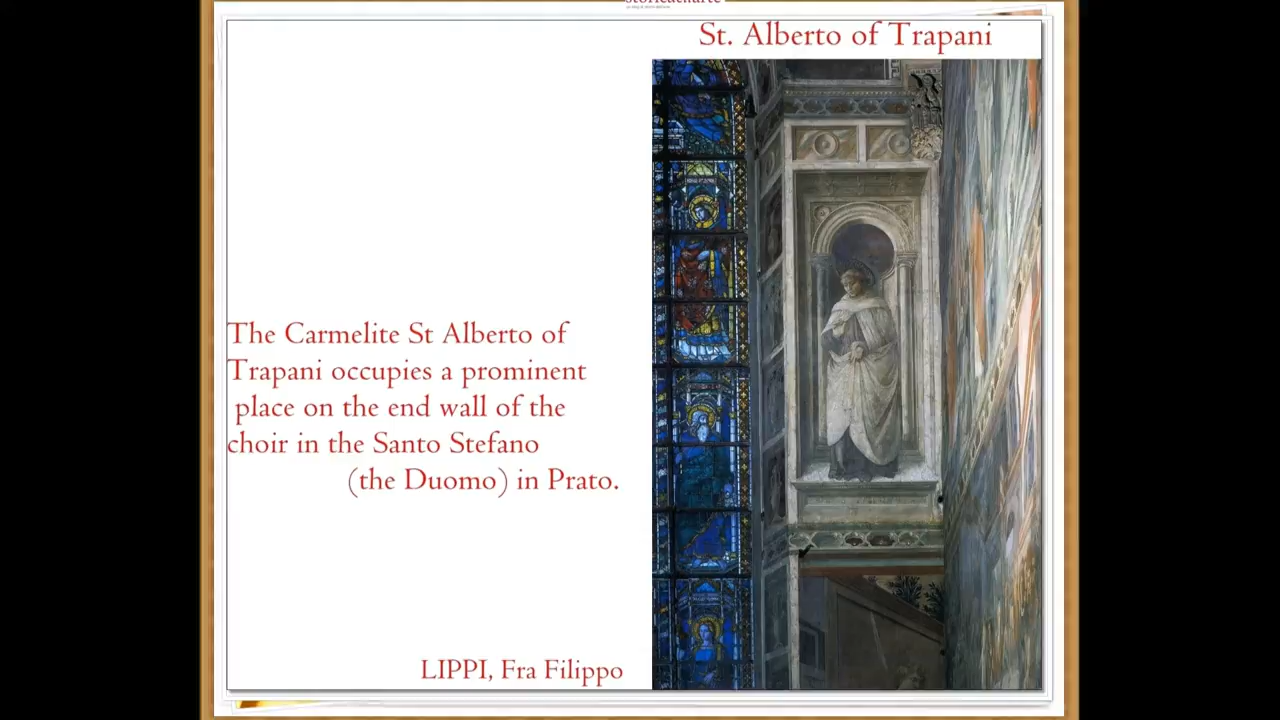 St. Alberto of Trapani
The Carmelite St Alberto of
Trapani occupies a prominent
place on the end wall of the
choir in the Santo Stefano
(the Duomo) in Prato.
LIPPI, Fra Filippo